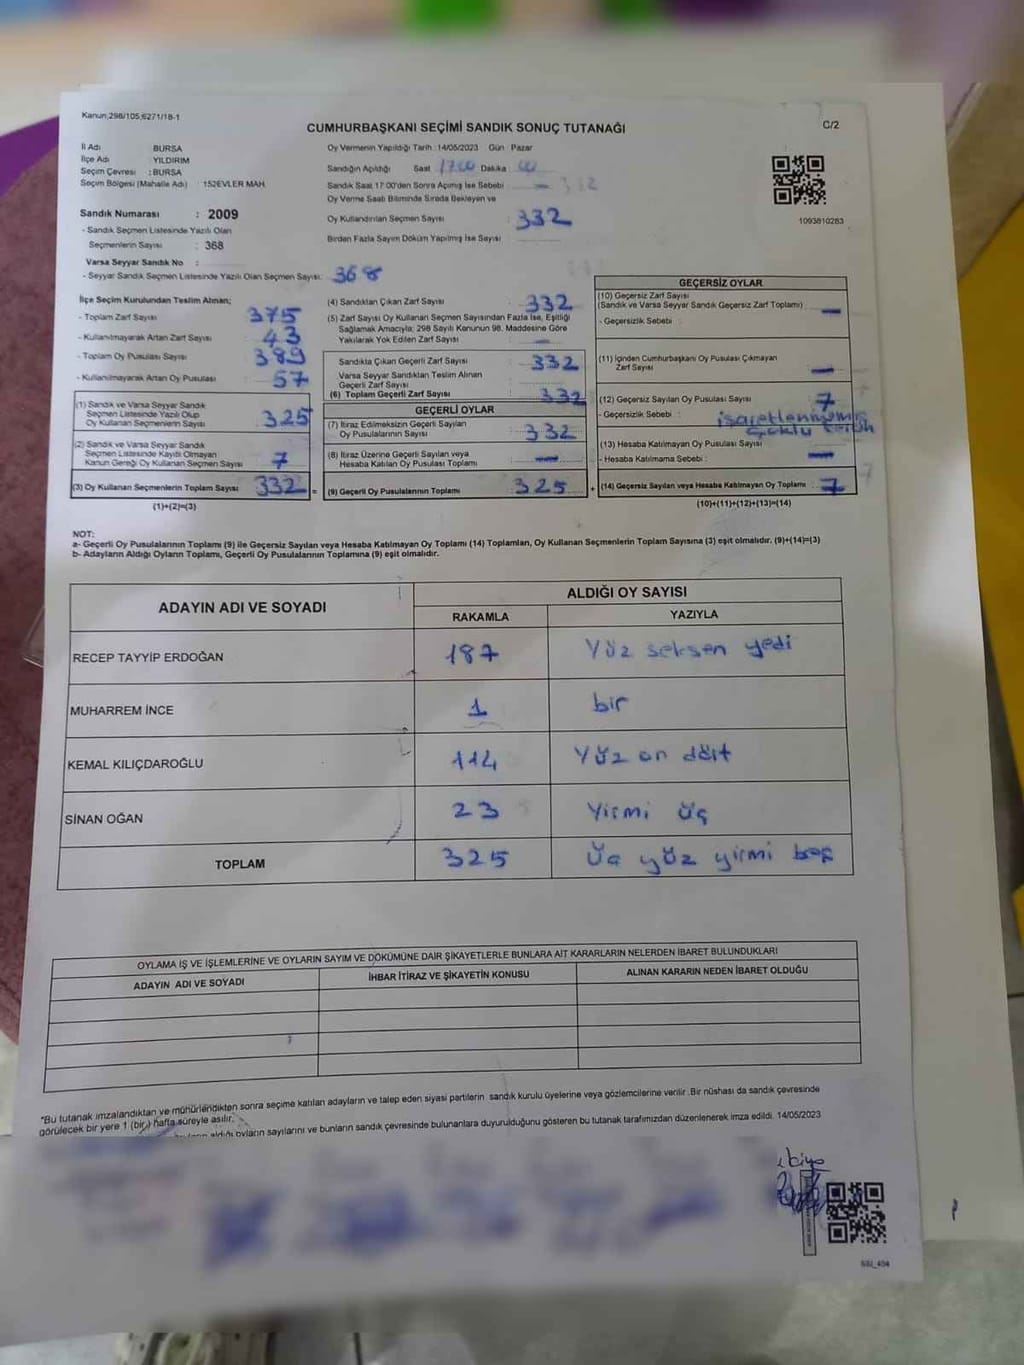 Kanun,298/105,6271/18-1
CUMHURBAŞKANI SEÇİMİ SANDIK SONUÇ TUTANAĞI
C/2
İl Adı BURSA
İlçe Adı YILDIRIM
Seçim Çevresi : BURSA
Seçim Bölgesi (Mahalle Adı) : 152EVLER MAH.
Oy Vermenin Yapıldığı Tarih : 14/05/2023 Gün : Pazar
Sandığın Açıldığı Saat 17:00 Dakika : 00
Sandık Saat 17:00'den Sonra Açımış İse Sebebi
Oy Verme Saati Bitiminde Sırada Bekleyen ve
Oy Kullandırılan Seçmen Sayısı : 332
Birden Fazla Sayım Döküm Yapılmış İse Sayısı
1093810283
Sandık Numarası : 2009
- Sandık Seçmen Listesinde Yazılı Olan
Seçmenlerin Sayısı : 368
Varsa Seyyar Sandık No :
- Seyyar Sandık Seçmen Listesinde Yazılı Olan Seçmen Sayısı: 368
İlçe Seçim Kurulundan Teslim Alınan;
- Toplam Zarf Sayısı 375
- Kullanılmayarak Artan Zarf Sayısı 43
- Toplam Oy Pusulası Sayısı 389
- Kullanılmayarak Artan Oy Pusulası 57
(1) Sandık ve Varsa Seyyar Sandık
Seçmen Listesinde Yazılı Olup
Oy Kullanan Seçmenlerin Sayısı 325
(2) Sandık ve Varsa Seyyar Sandık
Seçmen Listesinde Kayıtlı Olmayan
Kanun Gereği Oy Kullanan Seçmen Sayısı 7
(3) Oy Kullanan Seçmenlerin Toplam Sayısı 332 =
(1)+(2)=(3)
(4) Sandıktan Çıkan Zarf Sayısı : 332
(5) Zarf Sayısı Oy Kullanan Seçmen Sayısından Fazla İse, Eşitliği
Sağlamak Amacıyla; 298 Sayılı Kanunun 98. Maddesine Göre
Yakılarak Yok Edilen Zarf Sayısı : —
Sandıkta Çıkan Geçerli Zarf Sayısı : 332
Varsa Seyyar Sandıktan Teslim Alınan
Geçerli Zarf Sayısı
(6) Toplam Geçerli Zarf Sayısı 332
GEÇERLİ OYLAR
(7) İtiraz Edilmeksizin Geçerli Sayılan
Oy Pusulalarının Sayısı : 332
(8) İtiraz Üzerine Geçerli Sayılan veya
Hesaba Katılan Oy Pusulası Toplamı : —
(9) Geçerli Oy Pusulalarının Toplamı : 325 +
GEÇERSİZ OYLAR
(10) Geçersiz Zarf Sayısı
(Sandık ve Varsa Seyyar Sandık Geçersiz Zarf Toplamı) : —
- Geçersizlik Sebebi :
(11) İçinden Cumhurbaşkanı Oy Pusulası Çıkmayan
Zarf Sayısı : —
(12) Geçersiz Sayılan Oy Pusulası Sayısı : 7
- Geçersizlik Sebebi : işaretlenmemiş
çoklu tercih
(13) Hesaba Katılmayan Oy Pusulası Sayısı : —
- Hesaba Katılmama Sebebi :
(14) Geçersiz Sayılan veya Hesaba Katılmayan Oy Toplamı : 7
(10)+(11)+(12)+(13)=(14)
NOT:
a- Geçerli Oy Pusulalarının Toplamı (9) ile Geçersiz Sayılan veya Hesaba Katılmayan Oy Toplamı (14) Toplamları, Oy Kullanan Seçmenlerin Toplam Sayısına (3) eşit olmalıdır. (9)+(14)=(3)
b- Adayların Aldığı Oyların Toplamı, Geçerli Oy Pusulalarının Toplamına (9) eşit olmalıdır.
ADAYIN ADI VE SOYADI
ALDIĞI OY SAYISI
RAKAMLA YAZIYLA
RECEP TAYYİP ERDOĞAN 187 Yüz seksen yedi
MUHARREM İNCE 1 bir
KEMAL KILIÇDAROĞLU 114 Yüz on dört
SİNAN OĞAN 23 Yirmi üç
TOPLAM 325 Üç yüz yirmi beş
OYLAMA İŞ VE İŞLEMLERİNE VE OYLARIN SAYIM VE DÖKÜMÜNE DAİR ŞİKAYETLERLE BUNLARA AİT KARARLARIN NELERDEN İBARET BULUNDUKLARI
ADAYIN ADI VE SOYADI İHBAR İTİRAZ VE ŞİKAYETİN KONUSU ALINAN KARARIN NEDEN İBARET OLDUĞU
*Bu tutanak imzalandıktan ve mühürlendikten sonra seçime katılan adayların ve talep eden siyasi partilerin sandık kurulu üyelerine veya gözlemcilerine verilir. Bir nüshası da sandık çevresinde
görülecek bir yere 1 (bir) hafta süreyle asılır.
aldığı oyların sayılarını ve bunların sandık çevresinde bulunanlara duyurulduğunu gösteren bu tutanak tarafımızdan düzenlenerek imza edildi. 14/05/2023